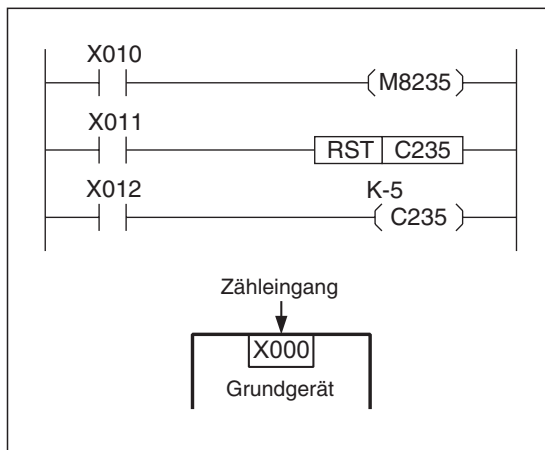 X010
M8235
X011
RST C235
X012
K-5
C235
Zähleingang
X000
Grundgerät